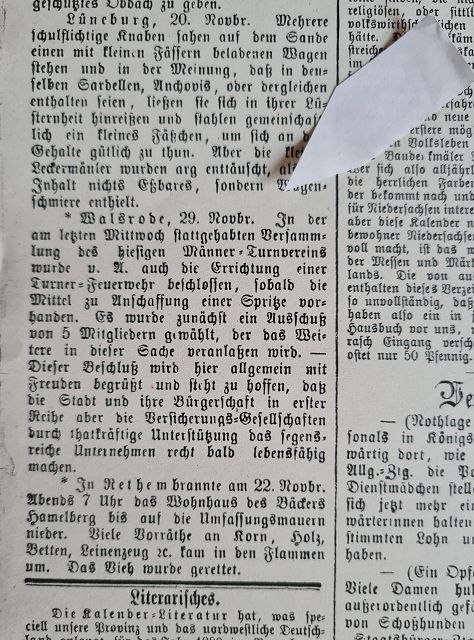 geschütztes Obdach zu geben.
Lüneburg, 20. Novbr. Mehrere
schulpflichtige Knaben sahen auf dem Sande
einen mit kleinen Fässern beladenen Wagen
stehen und in der Meinung, daß in den-
selben Sardellen, Anchovis, oder dergleichen
enthalten seien, ließen sie sich in ihrer Lü-
sternheit hinreißen und stahlen gemeinschaft-
lich ein kleines Fäßchen, um sich an
Gehalte gütlich zu thun. Aber die
Leckermäuler wurden arg enttäuscht,
Inhalt nichts Eßbares, sondern Wagen-
schmiere enthielt.
* Walsrode, 29. Novbr. In der
am letzten Mittwoch stattgehabten Versamm-
lung des hiesigen Männer-Turnvereins
wurde u. A. auch die Errichtung einer
Turner-Feuerwehr beschlossen, sobald die
Mittel zu Anschaffung einer Spritze vor-
handen. Es wurde zunächst ein Ausschuß
von 5 Mitgliedern gewählt, der das Wei-
tere in dieser Sache veranlaßen wird. —
Dieser Beschluß wird hier allgemein mit
Freuden begrüßt und steht zu hoffen, daß
die Stadt und ihre Bürgerschaft in erster
Reihe aber die Versicherungs-Gesellschaften
durch thatkräftige Unterstützung das segens-
reiche Unternehmen recht bald lebensfähig
machen.
* In Rethem brannte am 22. Novbr.
Abends 7 Uhr das Wohnhaus des Bäckers
Hamelberg bis auf die Umfassungsmauern
nieder. Viele Vorräthe an Korn, Holz,
Betten, Leinenzeug ꝛc. kam in den Flammen
um. Das Vieh wurde gerettet.
Literarisches.
Die Kalender-Literatur hat, was spe-
ciell unsere Provinz und das nordwestliche Deutsch-
religiösen, oder
volkswirthsch
hätte.
neue
Volksleben
wer sich also alljähr
die herrlichen Farbe
der bekommt nach und
für Niedersachsen inter
aber diese Kalender
bewohner Niedersachse
voll macht, ist das
der Messen und Märk
lands. Die von au
enthalten dieses Verzei
so unvollständig, daß
haben also ein in
Hausbuch vor uns,
rasch Eingang versch
ostet nur 50 Pfennig.
— (Nothlage
sonals in Königs
wärtig dort, wie
Allg.-Ztg. die P
Dienstmädchen stell
sich jetzt mehr ein
wärterinnen halten
stimmten Lohn u
haben.
— (Ein Opf
Viele Damen
außerordentlich gefa
von Schoßhunden